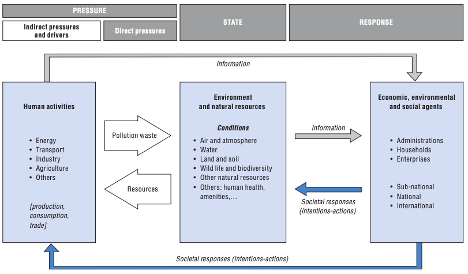 PRESSURE
STATE
RESPONSE
Indirect pressures
and drivers
Direct pressures
Information
Human activities
• Energy
• Transport
• Industry
• Agriculture
• Others
[production,
consumption,
trade]
Pollution waste
Resources
Environment
and natural resources
Conditions
• Air and atmosphere
• Water
• Land and soil
• Wild life and biodiversity
• Other natural resources
• Others: human health,
amenities,...
Information
Societal responses
(intentions-actions)
Economic, environmental
and social agents
• Administrations
• Households
• Enterprises
• Sub-national
• National
• International
Societal responses (intentions-actions)